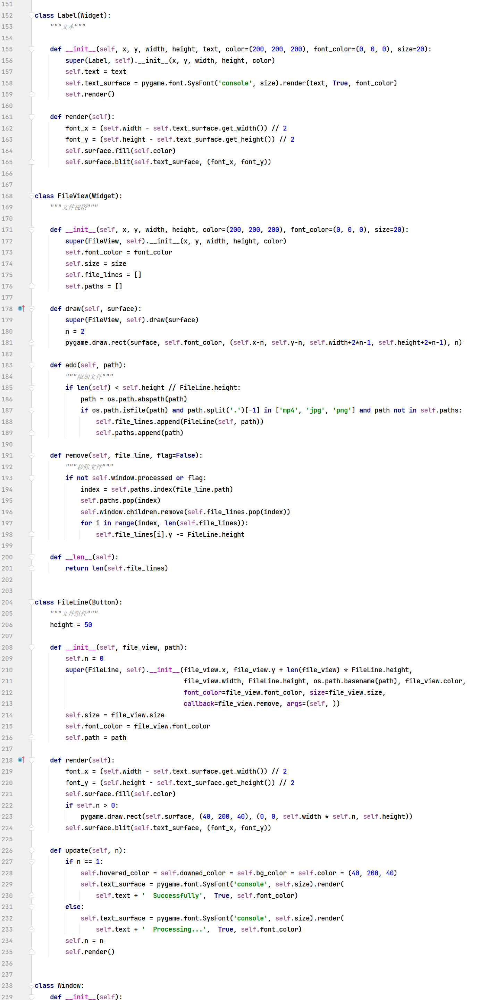 151
152 class Label(Widget):
153     """文本"""
154
155     def __init__(self, x, y, width, height, text, color=(200, 200, 200), font_color=(0, 0, 0), size=20):
156         super(Label, self).__init__(x, y, width, height, color)
157         self.text = text
158         self.text_surface = pygame.font.SysFont('console', size).render(text, True, font_color)
159         self.render()
160
161     def render(self):
162         font_x = (self.width - self.text_surface.get_width()) // 2
163         font_y = (self.height - self.text_surface.get_height()) // 2
164         self.surface.fill(self.color)
165         self.surface.blit(self.text_surface, (font_x, font_y))
166
167
168 class FileView(Widget):
169     """文件视图"""
170
171     def __init__(self, x, y, width, height, color=(200, 200, 200), font_color=(0, 0, 0), size=20):
172         super(FileView, self).__init__(x, y, width, height, color)
173         self.font_color = font_color
174         self.size = size
175         self.file_lines = []
176         self.paths = []
177
178     def draw(self, surface):
179         super(FileView, self).draw(surface)
180         n = 2
181         pygame.draw.rect(surface, self.font_color, (self.x-n, self.y-n, self.width+2*n-1, self.height+2*n-1), n)
182
183     def add(self, path):
184         """添加文件"""
185         if len(self) < self.height // FileLine.height:
186             path = os.path.abspath(path)
187             if os.path.isfile(path) and path.split('.')[-1] in ['mp4', 'jpg', 'png'] and path not in self.paths:
188                 self.file_lines.append(FileLine(self, path))
189                 self.paths.append(path)
190
191     def remove(self, file_line, flag=False):
192         """移除文件"""
193         if not self.window.processed or flag:
194             index = self.paths.index(file_line.path)
195             self.paths.pop(index)
196             self.window.children.remove(self.file_lines.pop(index))
197             for i in range(index, len(self.file_lines)):
198                 self.file_lines[i].y -= FileLine.height
199
200     def __len__(self):
201         return len(self.file_lines)
202
203
204 class FileLine(Button):
205     """文件组件"""
206     height = 50
207
208     def __init__(self, file_view, path):
209         self.n = 0
210         super(FileLine, self).__init__(file_view.x, file_view.y + len(file_view) * FileLine.height,
211                                        file_view.width, FileLine.height, os.path.basename(path), file_view.color,
212                                        font_color=file_view.font_color, size=file_view.size,
213                                        callback=file_view.remove, args=(self, ))
214         self.size = file_view.size
215         self.font_color = file_view.font_color
216         self.path = path
217
218     def render(self):
219         font_x = (self.width - self.text_surface.get_width()) // 2
220         font_y = (self.height - self.text_surface.get_height()) // 2
221         self.surface.fill(self.color)
222         if self.n > 0:
223             pygame.draw.rect(self.surface, (40, 200, 40), (0, 0, self.width * self.n, self.height))
224         self.surface.blit(self.text_surface, (font_x, font_y))
225
226     def update(self, n):
227         if n == 1:
228             self.hovered_color = self.downed_color = self.bg_color = self.color = (40, 200, 40)
229             self.text_surface = pygame.font.SysFont('console', self.size).render(
230                 self.text + '  Successfully',  True, self.font_color)
231         else:
232             self.text_surface = pygame.font.SysFont('console', self.size).render(
233                 self.text + '  Processing...',  True, self.font_color)
234         self.n = n
235         self.render()
236
237
238 class Window:
239     def __init__(self):